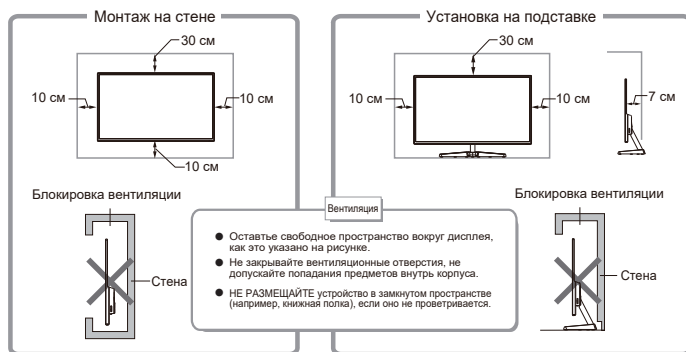 Монтаж на стене
30 см
10 см
10 см
10 см
Блокировка вентиляции
Стена
Установка на подставке
30 см
10 см
10 см
7 см
Блокировка вентиляции
Стена
Вентиляция
● Оставтье свободное пространство вокруг дисплея,
как это указано на рисунке.
● Не закрывайте вентиляционные отверстия, не
допускайте попадания предметов внутрь корпуса.
● НЕ РАЗМЕЩАЙТЕ устройство в замкнутом пространстве
(например, книжная полка), если оно не проветривается.